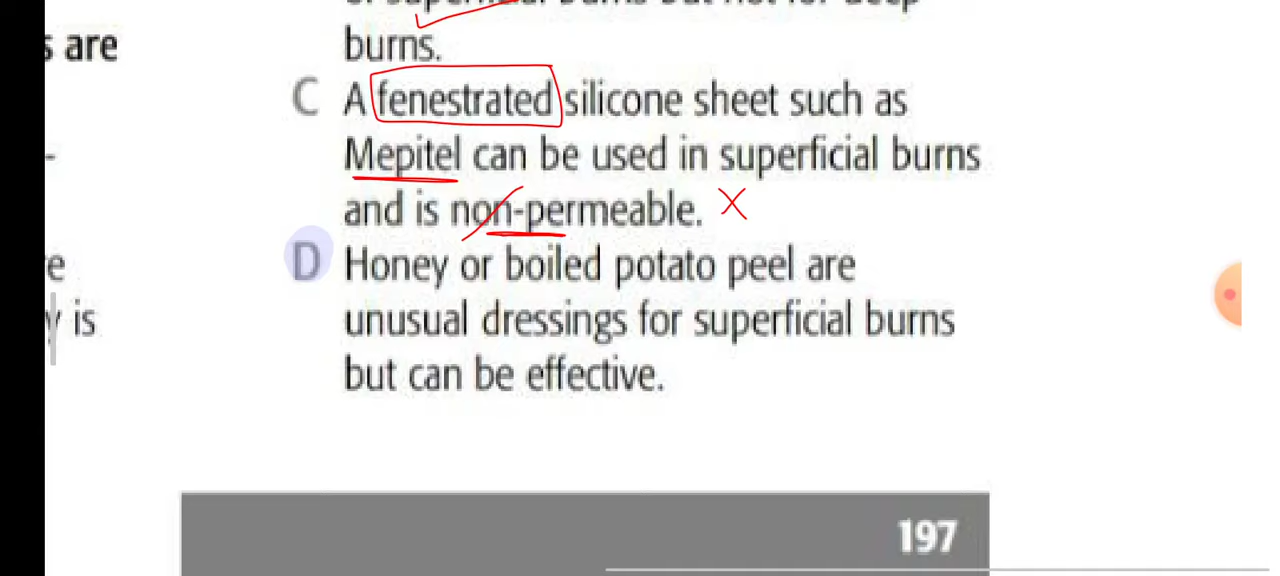 burns.
s are
C A fenestrated silicone sheet such as
Mepitel can be used in superficial burns
and is non-permeable. X
D Honey or boiled potato peel are
e
unusual dressings for superficial burns
y is
but can be effective.
197